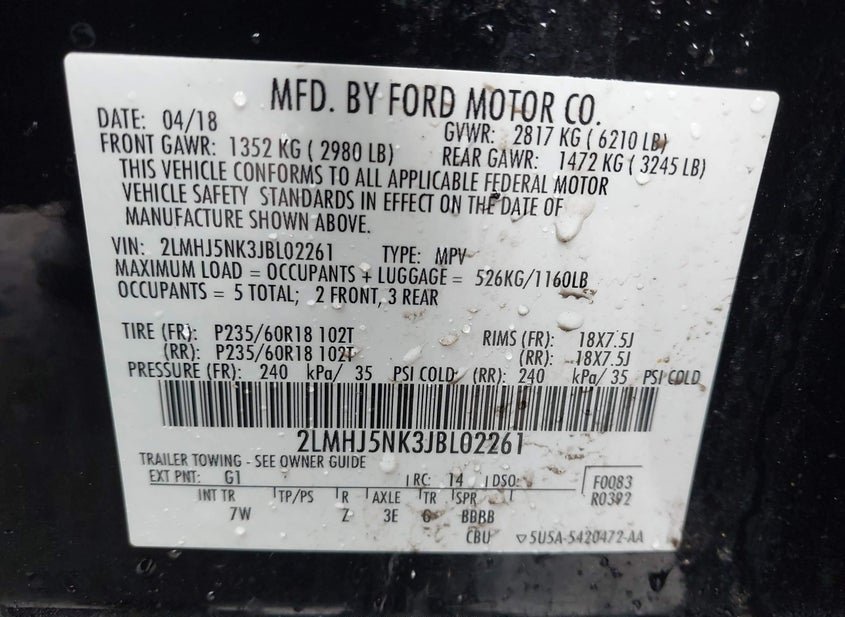 MFD. BY FORD MOTOR CO.
DATE: 04/18 GVWR: 2817 KG ( 6210 LB)
FRONT GAWR: 1352 KG ( 2980 LB) REAR GAWR: 1472 KG ( 3245 LB)
THIS VEHICLE CONFORMS TO ALL APPLICABLE FEDERAL MOTOR
VEHICLE SAFETY STANDARDS IN EFFECT ON THE DATE OF
MANUFACTURE SHOWN ABOVE.
VIN: 2LMHJ5NK3JBL02261 TYPE: MPV
MAXIMUM LOAD = OCCUPANTS + LUGGAGE = 526KG/1160LB
OCCUPANTS = 5 TOTAL; 2 FRONT, 3 REAR
TIRE (FR): P235/60R18 102T RIMS (FR): 18X7.5J
(RR): P235/60R18 102T (RR): 18X7.5J
PRESSURE (FR): 240 kPa/ 35 PSI COLD (RR): 240 kPa/ 35 PSI COLD
2LMHJ5NK3JBL02261
TRAILER TOWING - SEE OWNER GUIDE
EXT PNT: G1 RC: 14 DSO: F0083
R0382
INT TR TP/PS R AXLE TR SPR
7W Z 3E BBBB
CBU 5U5A-5420472-AA